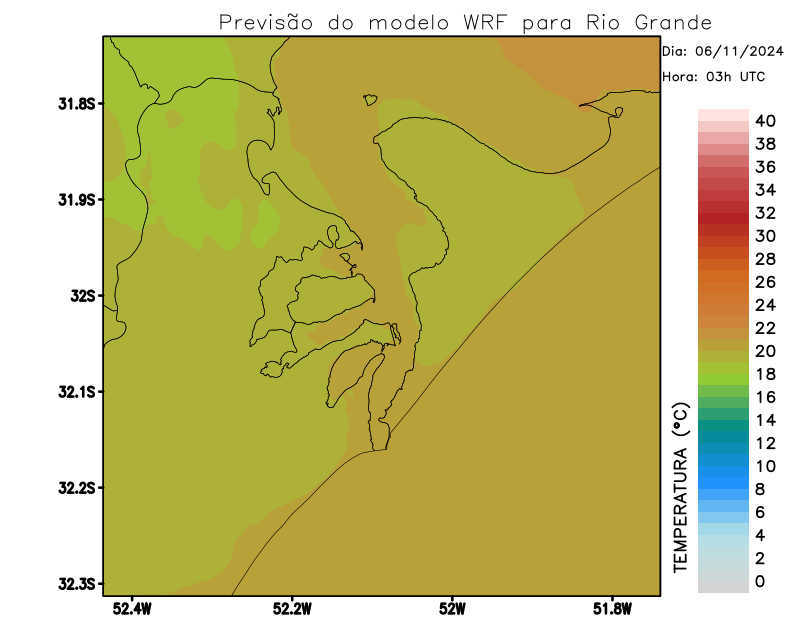 Previsão do modelo WRF para Rio Grande
Dia: 06/11/2024
Hora: 03h UTC
31.8S
31.9S
32S
32.1S
32.2S
32.3S
52.4W
52.2W
52W
51.8W
TEMPERATURA (°C)
40
38
36
34
32
30
28
26
24
22
20
18
16
14
12
10
8
6
4
2
0